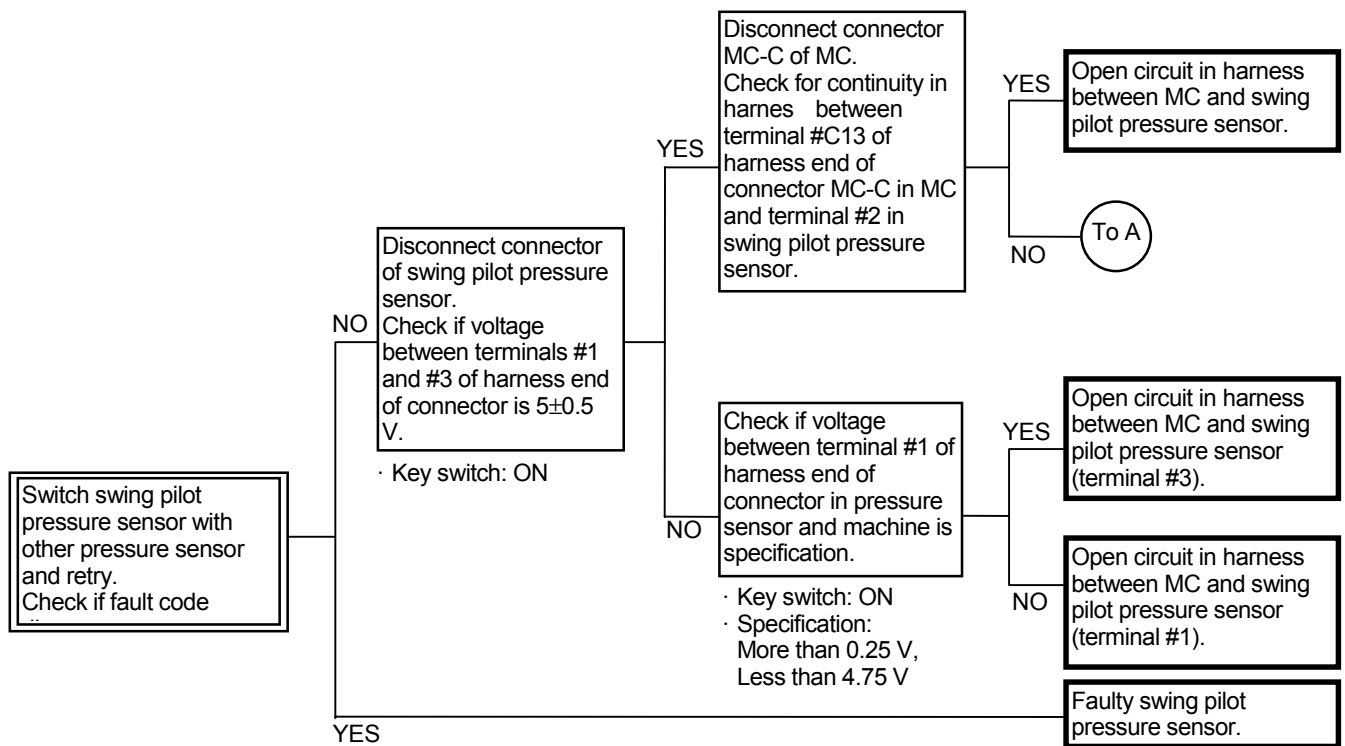 Switch swing pilot
pressure sensor with
other pressure sensor
and retry.
Check if fault code
NO
Disconnect connector
of swing pilot pressure
sensor.
Check if voltage
between terminals #1
and #3 of harness end
of connector is 5±0.5
V.
· Key switch: ON
YES
Disconnect connector
MC-C of MC.
Check for continuity in
harnes between
terminal #C13 of
harness end of
connector MC-C in MC
and terminal #2 in
swing pilot pressure
sensor.
YES
Open circuit in harness
between MC and swing
pilot pressure sensor.
NO
To A
NO
Check if voltage
between terminal #1 of
harness end of
connector in pressure
sensor and machine is
specification.
· Key switch: ON
· Specification:
More than 0.25 V,
Less than 4.75 V
YES
Open circuit in harness
between MC and swing
pilot pressure sensor
(terminal #3).
NO
Open circuit in harness
between MC and swing
pilot pressure sensor
(terminal #1).
YES
Faulty swing pilot
pressure sensor.